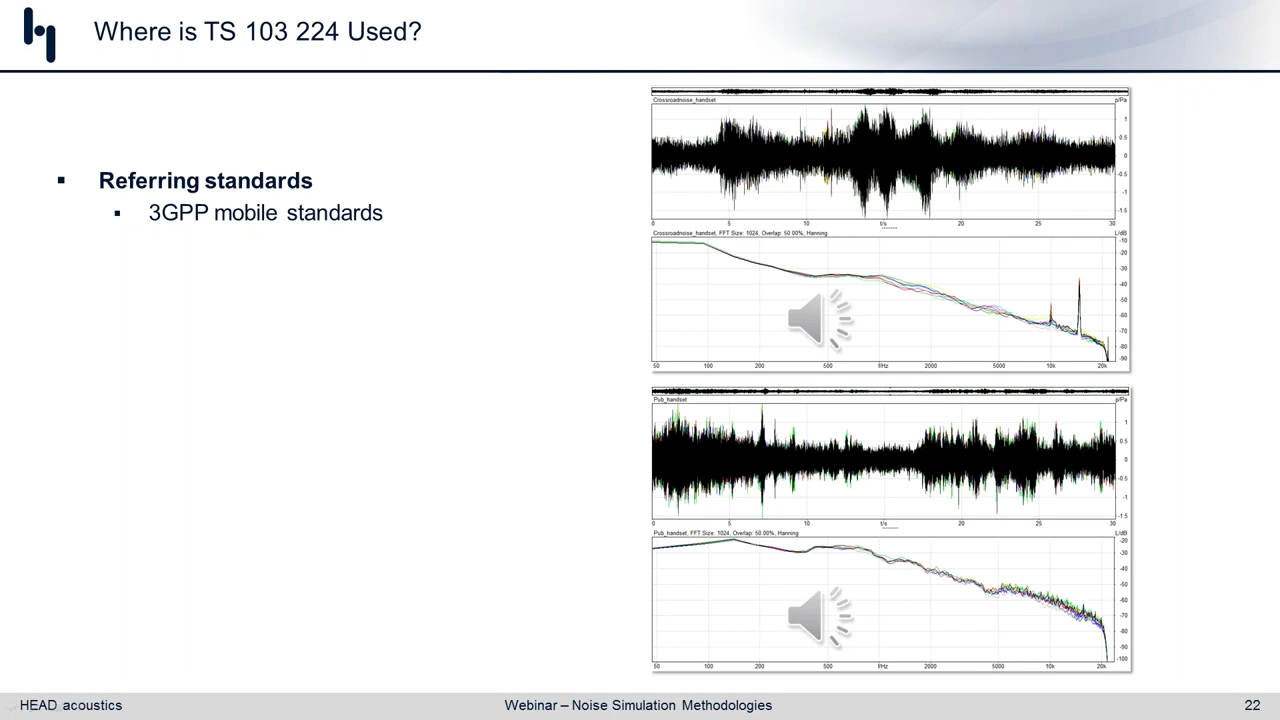 Where is TS 103 224 Used?
Referring standards
3GPP mobile standards
Crossroadnoise_handset
p/Pa
1
0.5
0
-0.5
-1
-1.5
0 5 10 t/s 20 25 30
Crossroadnoise_handset, FFT Size: 1024, Overlap: 50.00%, Hanning
L/dB
-10
-20
-30
-40
-50
-60
-70
-80
-90
50 100 200 500 f/Hz 2000 5000 10k 20k
Pub_handset
p/Pa
1
0.5
0
-0.5
-1
-1.5
0 5 10 t/s 20 25 30
Pub_handset, FFT Size: 1024, Overlap: 50.00%, Hanning
L/dB
-20
-30
-40
-50
-60
-70
-80
-90
-100
50 100 200 500 f/Hz 2000 5000 10k 20k
HEAD acoustics
Webinar – Noise Simulation Methodologies
22